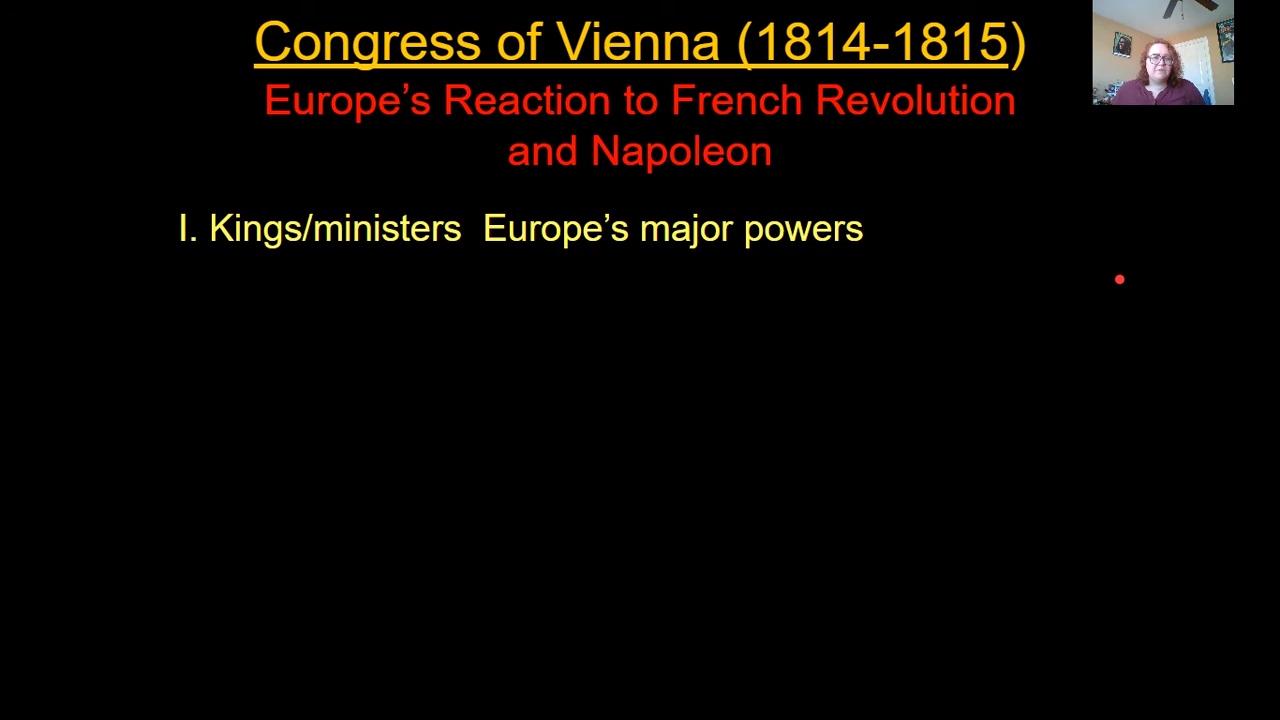 Congress of Vienna (1814-1815)
Europe’s Reaction to French Revolution
and Napoleon
I. Kings/ministers  Europe’s major powers